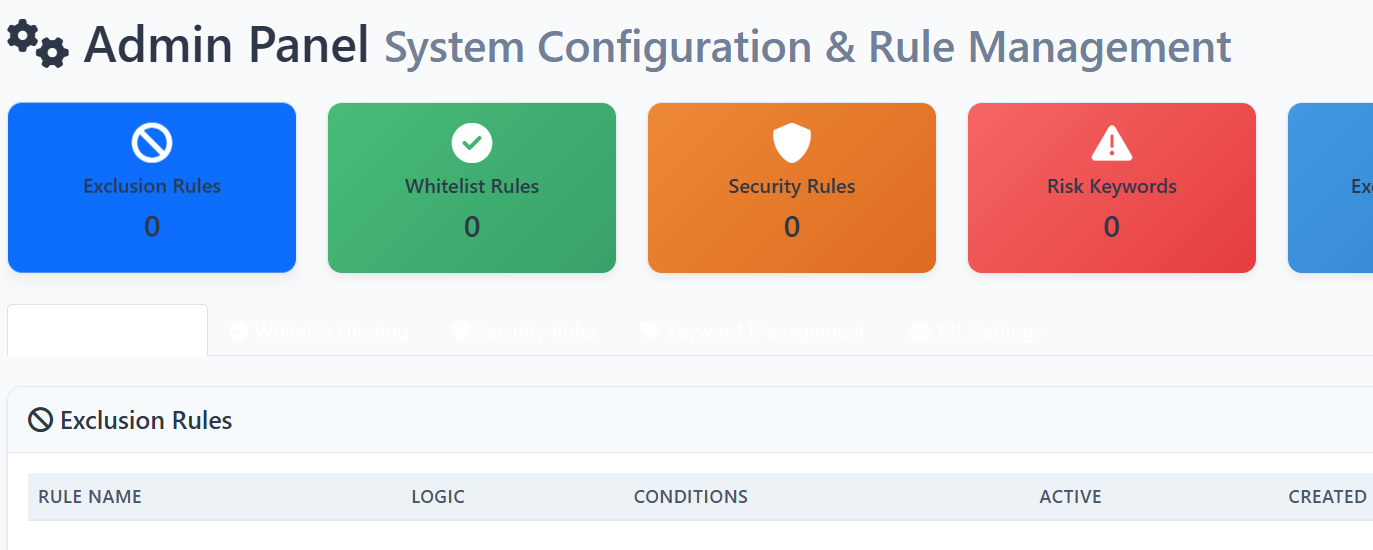 Admin Panel System Configuration & Rule Management
Exclusion Rules
0
Whitelist Rules
0
Security Rules
0
Risk Keywords
0
Whitelist Filtering Security Rules Keyword Management ML Settings
Exclusion Rules
RULE NAME LOGIC CONDITIONS ACTIVE CREATED